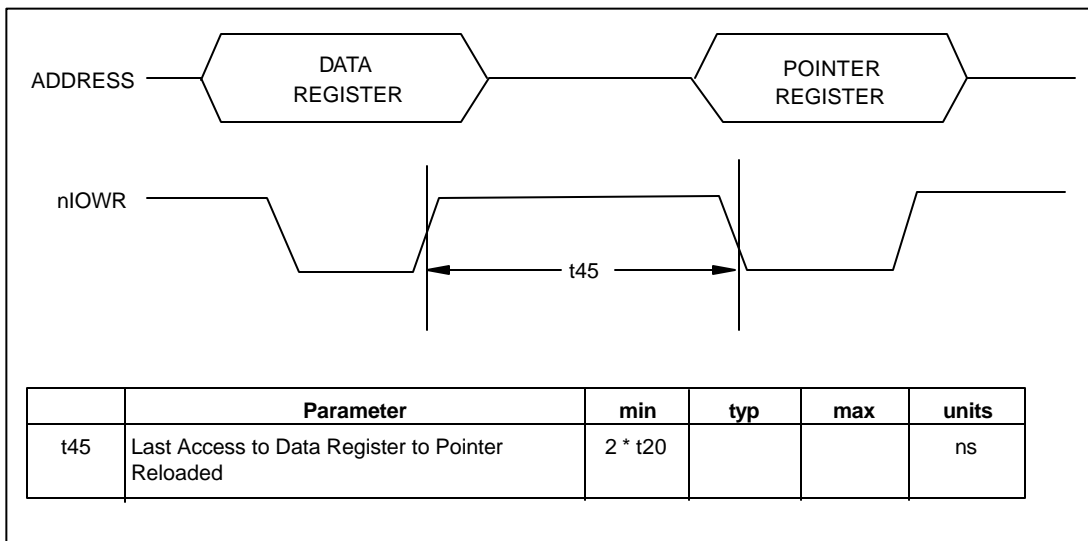 ADDRESS
DATA
REGISTER
POINTER
REGISTER
nIOWR
t45
Parameter min typ max units
t45 Last Access to Data Register to Pointer 2 * t20 ns
Reloaded